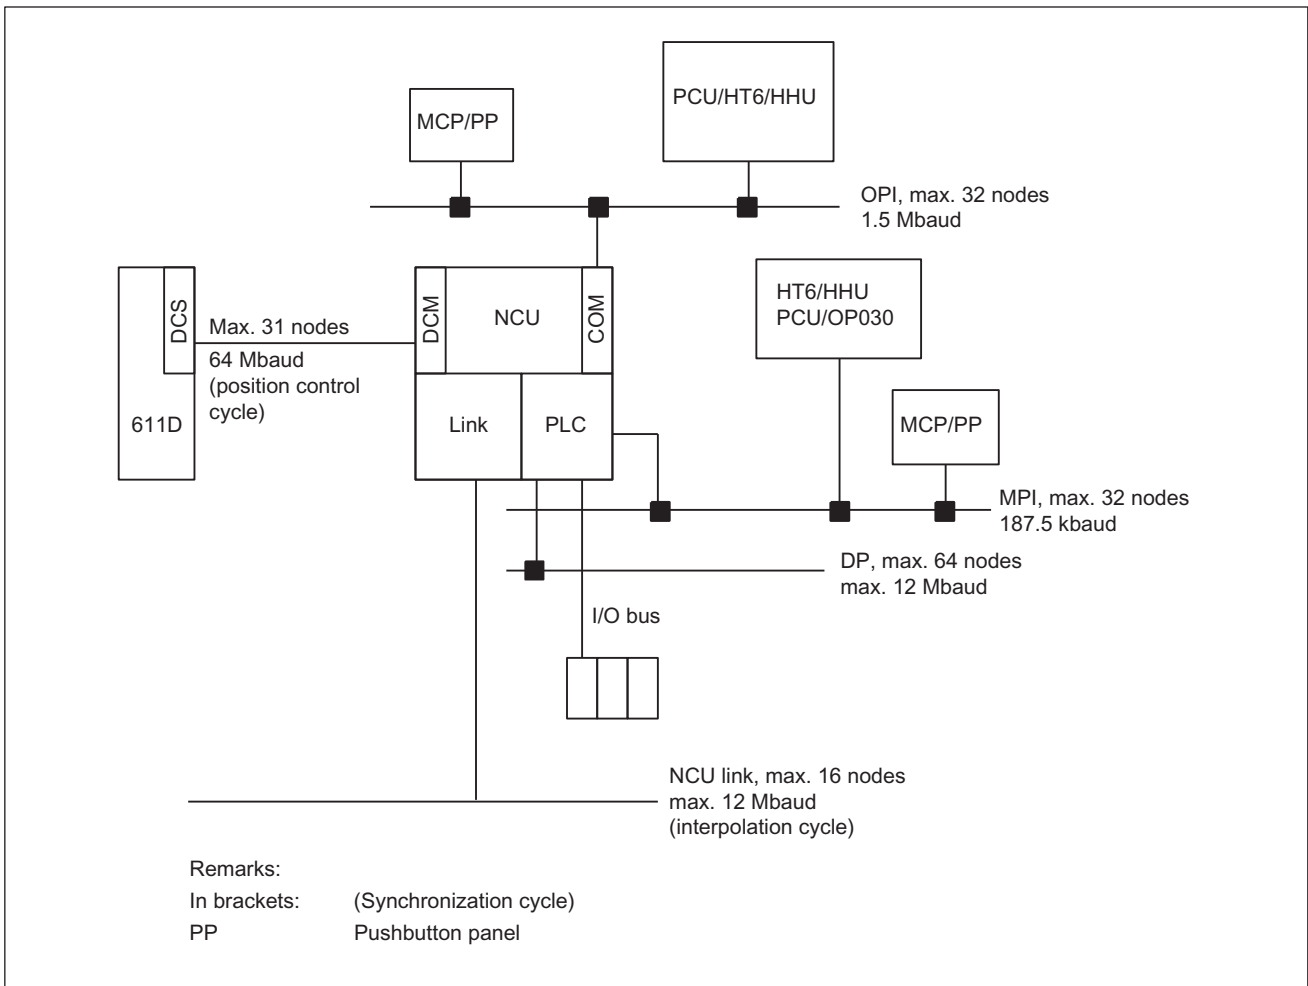 PCU/HT6/HHU
MCP/PP
OPI, max. 32 nodes
1.5 Mbaud
DCS
611D
Max. 31 nodes
64 Mbaud
(position control
cycle)
DCM
NCU
COM
Link
PLC
HT6/HHU
PCU/OP030
MCP/PP
MPI, max. 32 nodes
187.5 kbaud
DP, max. 64 nodes
max. 12 Mbaud
I/O bus
NCU link, max. 16 nodes
max. 12 Mbaud
(interpolation cycle)
Remarks:
In brackets: (Synchronization cycle)
PP Pushbutton panel